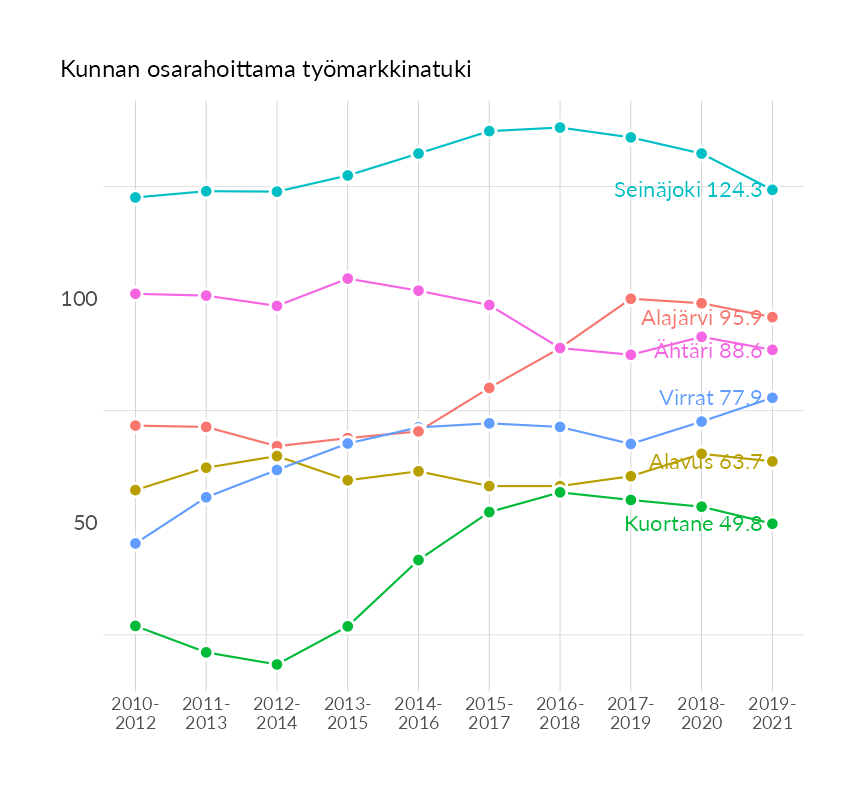 Kunnan osarahoittama työmarkkinatuki
Seinäjoki 124.3
100
Alajärvi 95.9
Ähtäri 88.6
Virrat 77.9
Alavus 63.7
50
Kuortane 49.8
2010- 2011- 2012- 2013- 2014- 2015- 2016- 2017- 2018- 2019-
2012 2013 2014 2015 2016 2017 2018 2019 2020 2021